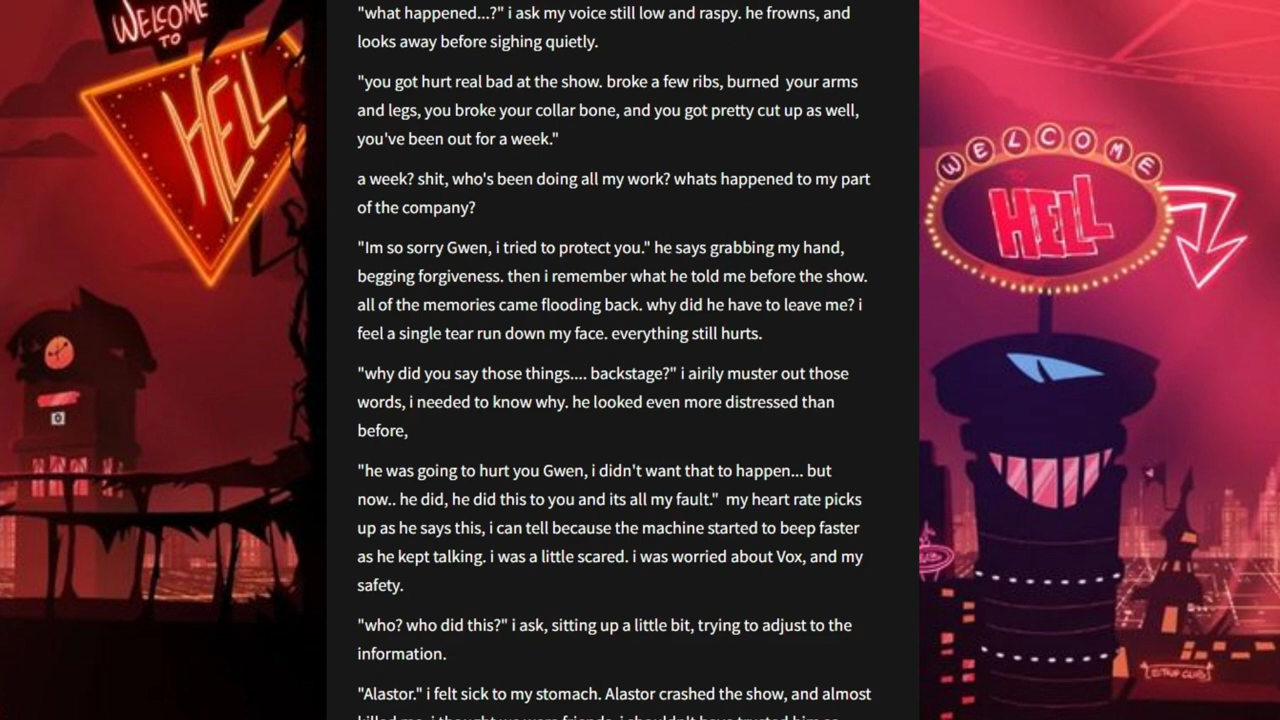 WELCOME
TO
HELL
"what happened...?" i ask my voice still low and raspy. he frowns, and
looks away before sighing quietly.
"you got hurt real bad at the show. broke a few ribs, burned  your arms
and legs, you broke your collar bone, and you got pretty cut up as well,
you've been out for a week."
a week? shit, who's been doing all my work? whats happened to my part
of the company?
"Im so sorry Gwen, i tried to protect you." he says grabbing my hand,
begging forgiveness. then i remember what he told me before the show.
all of the memories came flooding back. why did he have to leave me? i
feel a single tear run down my face. everything still hurts.
"why did you say those things.... backstage?" i airily muster out those
words, i needed to know why. he looked even more distressed than
before,
"he was going to hurt you Gwen, i didn't want that to happen... but
now.. he did, he did this to you and its all my fault."  my heart rate picks
up as he says this, i can tell because the machine started to beep faster
as he kept talking. i was a little scared. i was worried about Vox, and my
safety.
"who? who did this?" i ask, sitting up a little bit, trying to adjust to the
information.
"Alastor." i felt sick to my stomach. Alastor crashed the show, and almost
killed me. i thought we were friends. i shouldn't have trusted him so
WELCOME
TO
HELL